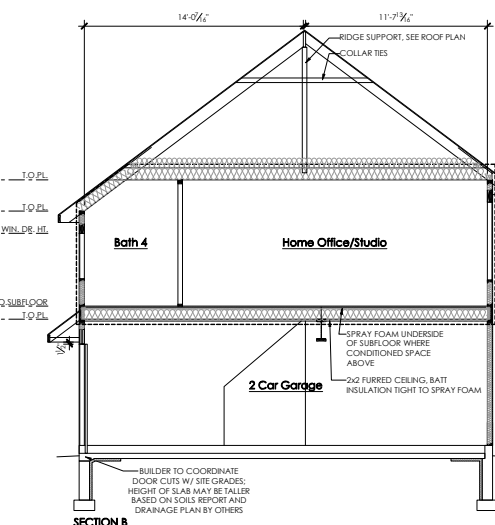 14'-0 7/16"
11'-7 13/16"
RIDGE SUPPORT, SEE ROOF PLAN
COLLAR TIES
T.O.PL.
T.O.PL.
WIN. DR. HT.
Bath 4
Home Office/Studio
O.SUBFLOOR
T.O.PL.
SPRAY FOAM UNDERSIDE
OF SUBFLOOR WHERE
CONDITIONED SPACE
ABOVE
2x2 FURRED CEILING, BATT
INSULATION TIGHT TO SPRAY FOAM
2 Car Garage
BUILDER TO COORDINATE
DOOR CUTS W/ SITE GRADES;
HEIGHT OF SLAB MAY BE TALLER
BASED ON SOILS REPORT AND
DRAINAGE PLAN BY OTHERS
SECTION B